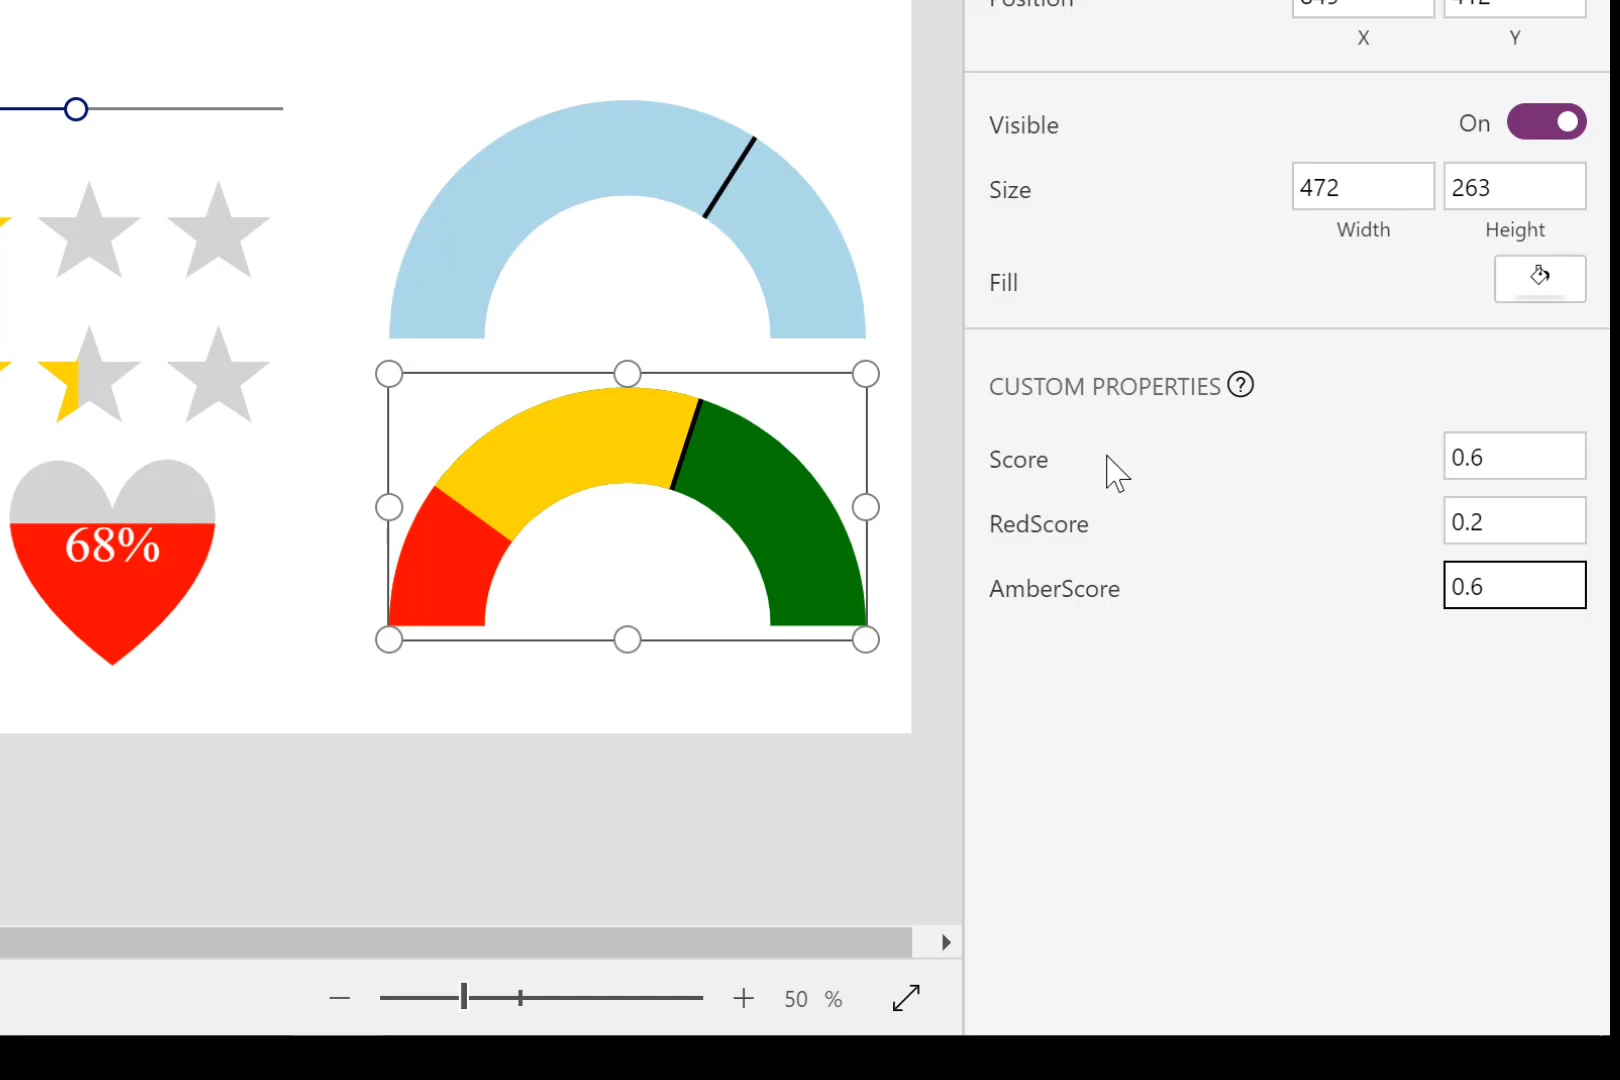 Position
X
Y
Visible
On
Size
472
263
Width
Height
Fill
CUSTOM PROPERTIES ?
Score
0.6
RedScore
0.2
AmberScore
0.6
68%
50 %